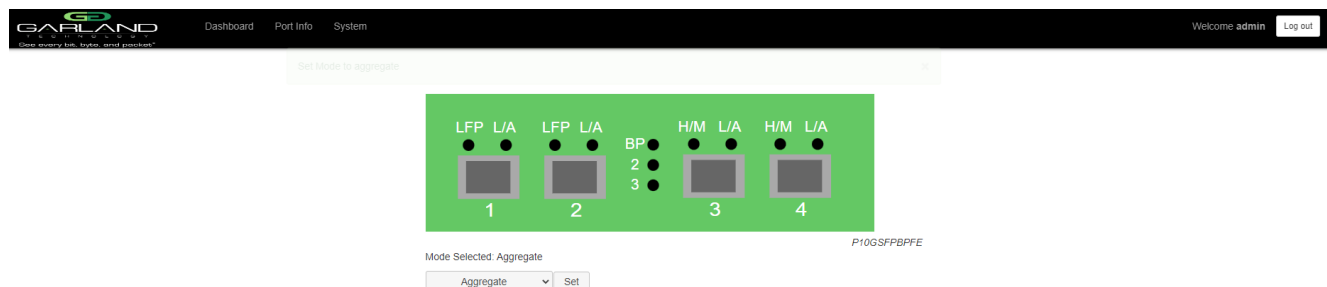 GARLAND
TECHNOLOGY
See every bit, byte, and packet®
Dashboard Port Info System
Welcome admin Log out
Set Mode to aggregate ×
LFP L/A LFP L/A BP H/M L/A H/M L/A
2
3
1 2 3 4
P10GSFPBPFE
Mode Selected: Aggregate
Aggregate Set